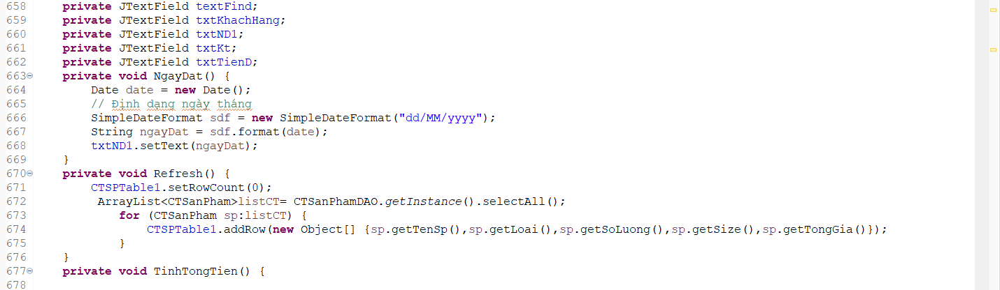 658 private JTextField textFind;
659 private JTextField txtKhachHang;
660 private JTextField txtND1;
661 private JTextField txtKt;
662 private JTextField txtTienD;
663 private void NgayDat() {
664 Date date = new Date();
665 // Định dạng ngày tháng
666 SimpleDateFormat sdf = new SimpleDateFormat("dd/MM/yyyy");
667 String ngayDat = sdf.format(date);
668 txtND1.setText(ngayDat);
669 }
670 private void Refresh() {
671 CTSPTable1.setRowCount(0);
672 ArrayList<CTSanPham>listCT= CTSanPhamDAO.getInstance().selectAll();
673 for (CTSanPham sp:listCT) {
674 CTSPTable1.addRow(new Object[] {sp.getTenSp(),sp.getLoai(),sp.getSoLuong(),sp.getSize(),sp.getTongGia()});
675 }
676 }
677 private void TinhTongTien() {
678